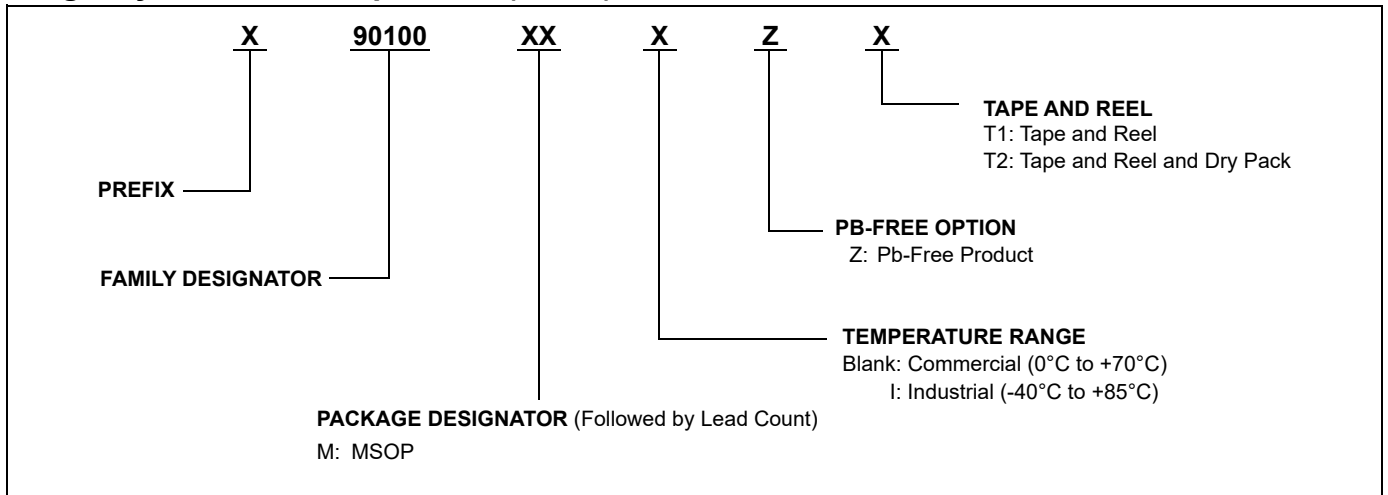 X 90100 XX X Z X
TAPE AND REEL
T1: Tape and Reel
T2: Tape and Reel and Dry Pack
PREFIX
PB-FREE OPTION
Z: Pb-Free Product
FAMILY DESIGNATOR
TEMPERATURE RANGE
Blank: Commercial (0°C to +70°C)
I: Industrial (-40°C to +85°C)
PACKAGE DESIGNATOR (Followed by Lead Count)
M: MSOP